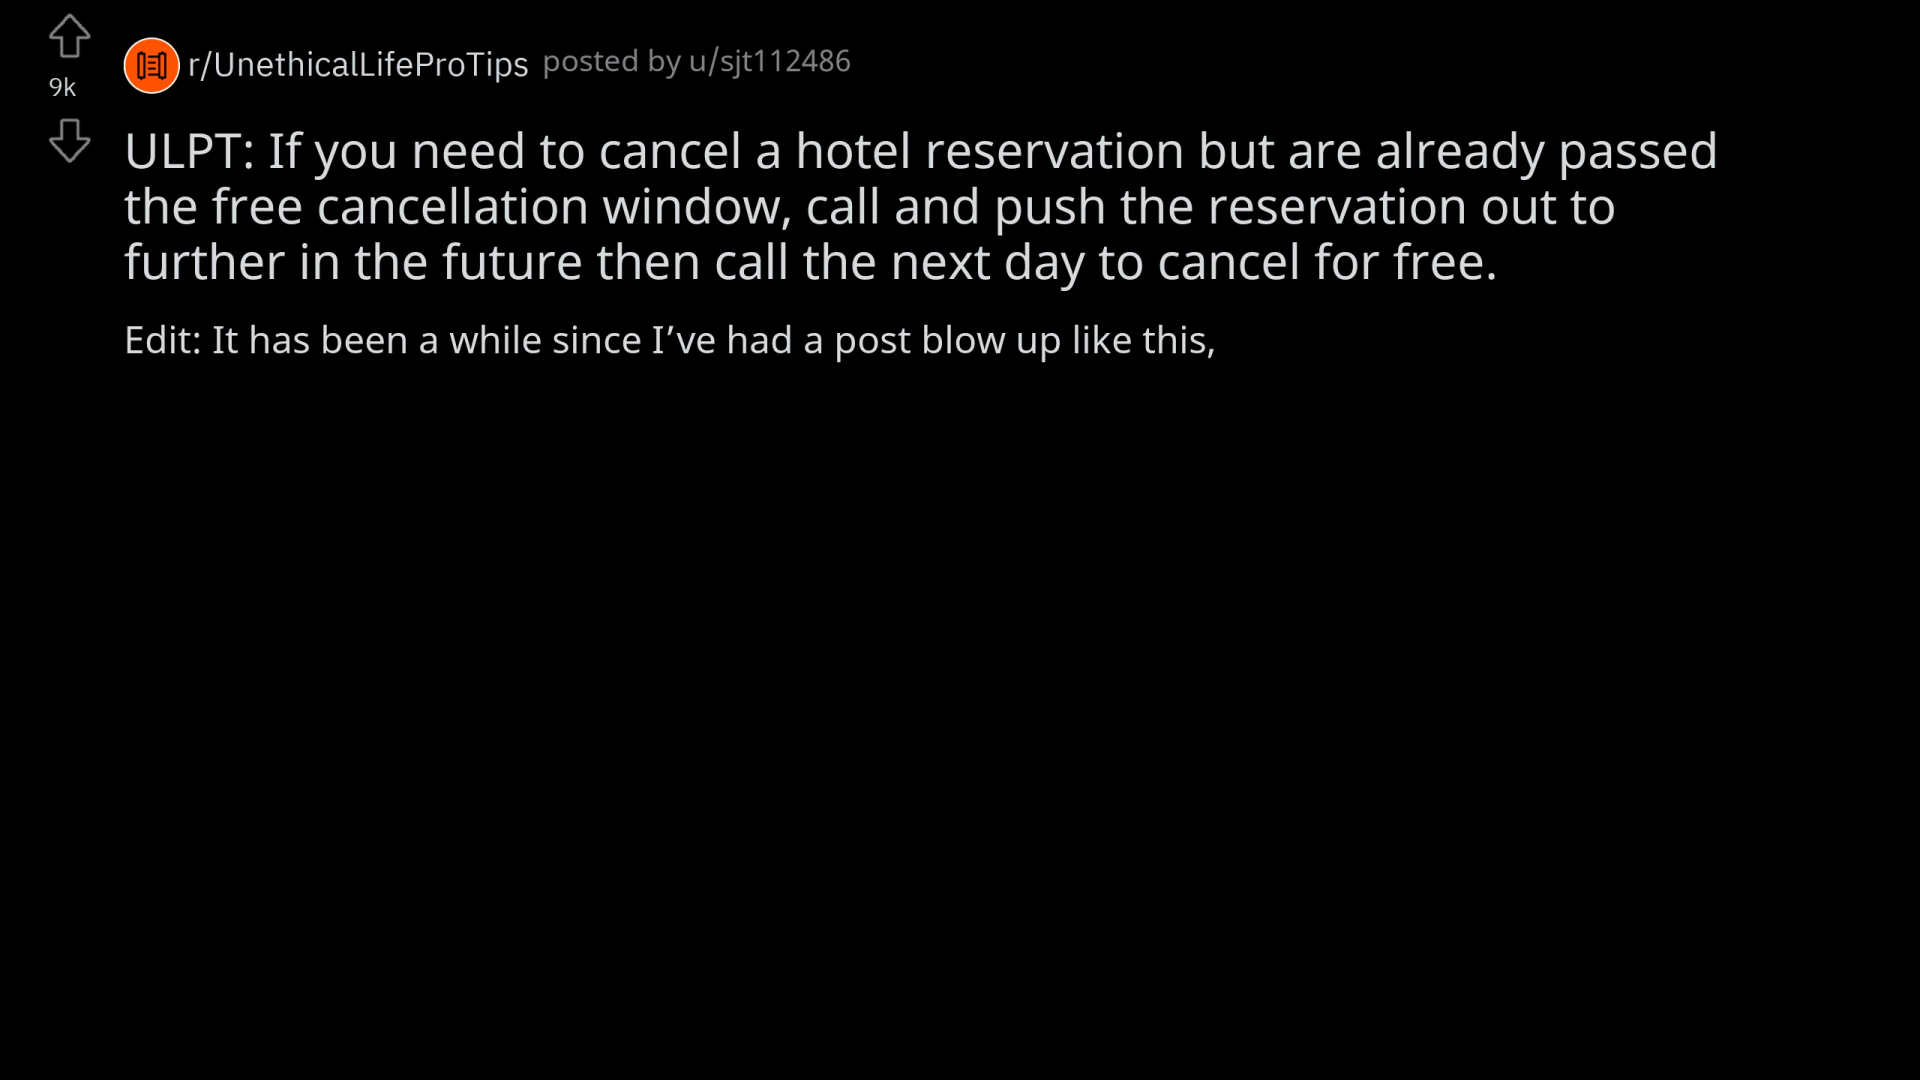 r/UnethicalLifeProTips posted by u/sjt112486
9k
ULPT: If you need to cancel a hotel reservation but are already passed
the free cancellation window, call and push the reservation out to
further in the future then call the next day to cancel for free.
Edit: It has been a while since I’ve had a post blow up like this,